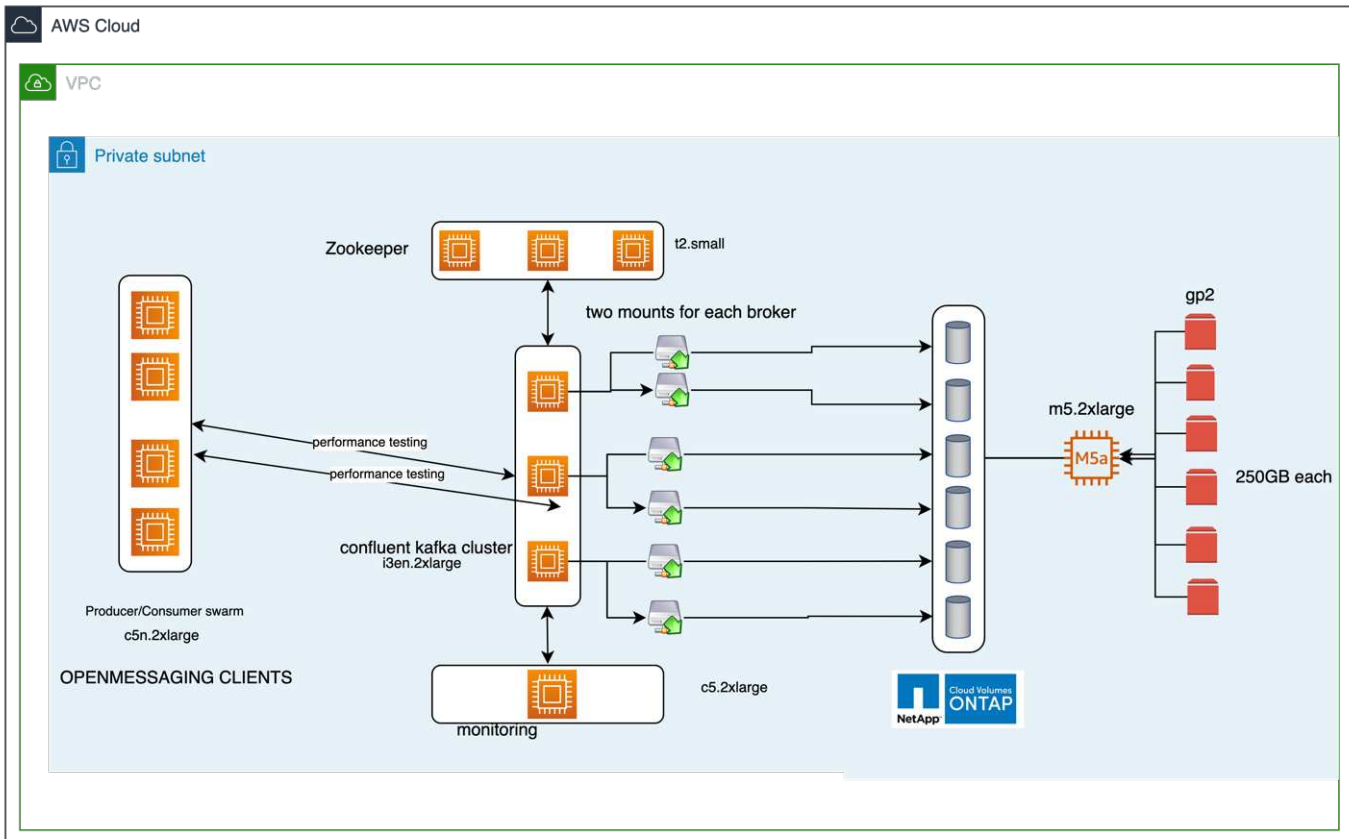 AWS Cloud
VPC
Private subnet
Zookeeper
t2.small
two mounts for each broker
gp2
m5.2xlarge
M5a
250GB each
performance testing
performance testing
confluent kafka cluster
i3en.2xlarge
Producer/Consumer swarm
c5n.2xlarge
OPENMESSAGING CLIENTS
c5.2xlarge
monitoring
NetApp
Cloud Volumes
ONTAP